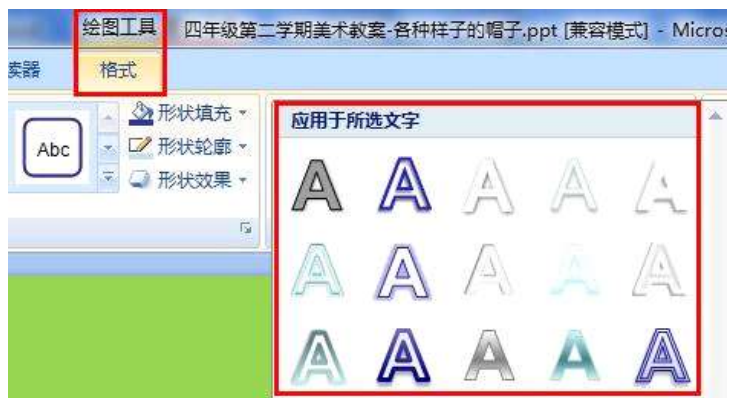 绘图工具 四年级第二学期美术教案-各种样子的帽子.ppt [兼容模式] - Micros
读器 格式
Abc 形状填充
形状轮廓
形状效果
应用于所选文字
A A A A A
A A A A A
A A A A A